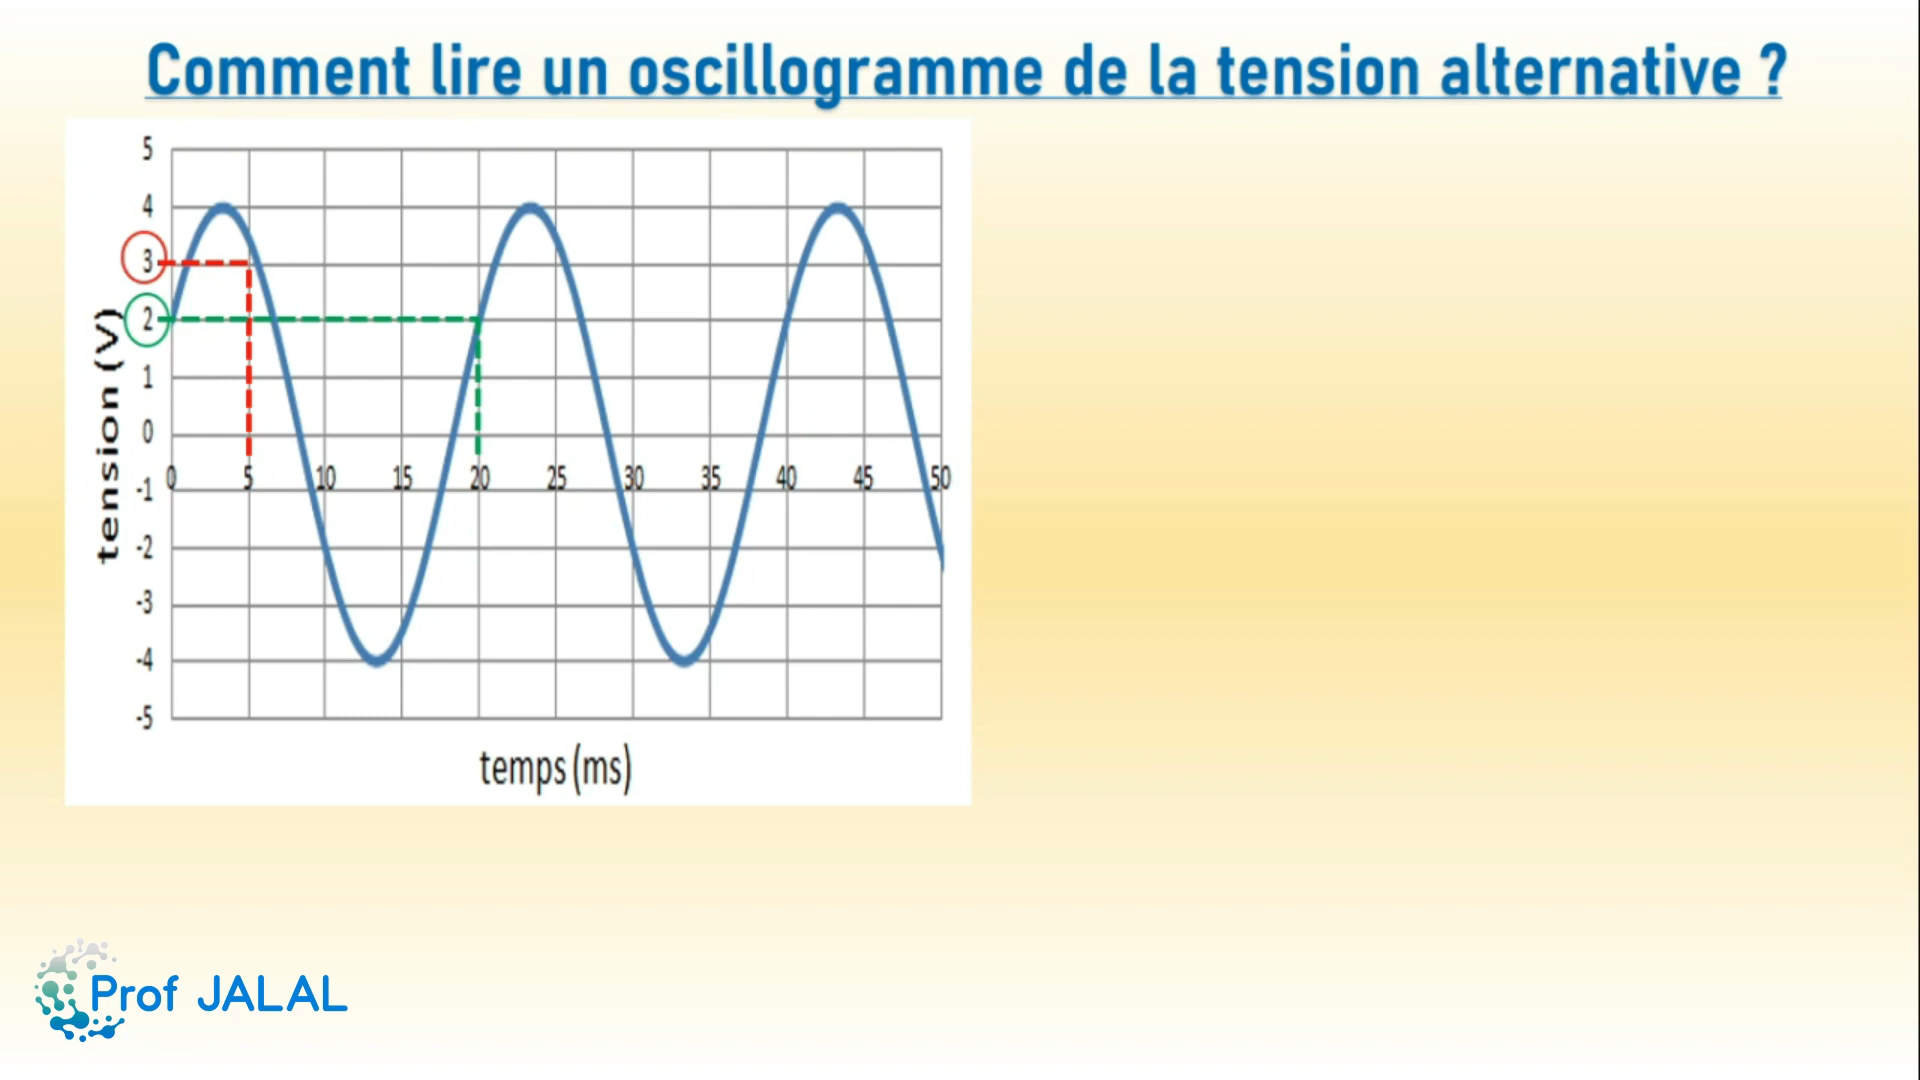 Comment lire un oscillogramme de la tension alternative ?
5
4
3
2
1
0
-1
-2
-3
-4
-5
tension (V)
0 5 10 15 20 25 30 35 40 45 50
temps (ms)
Prof JALAL